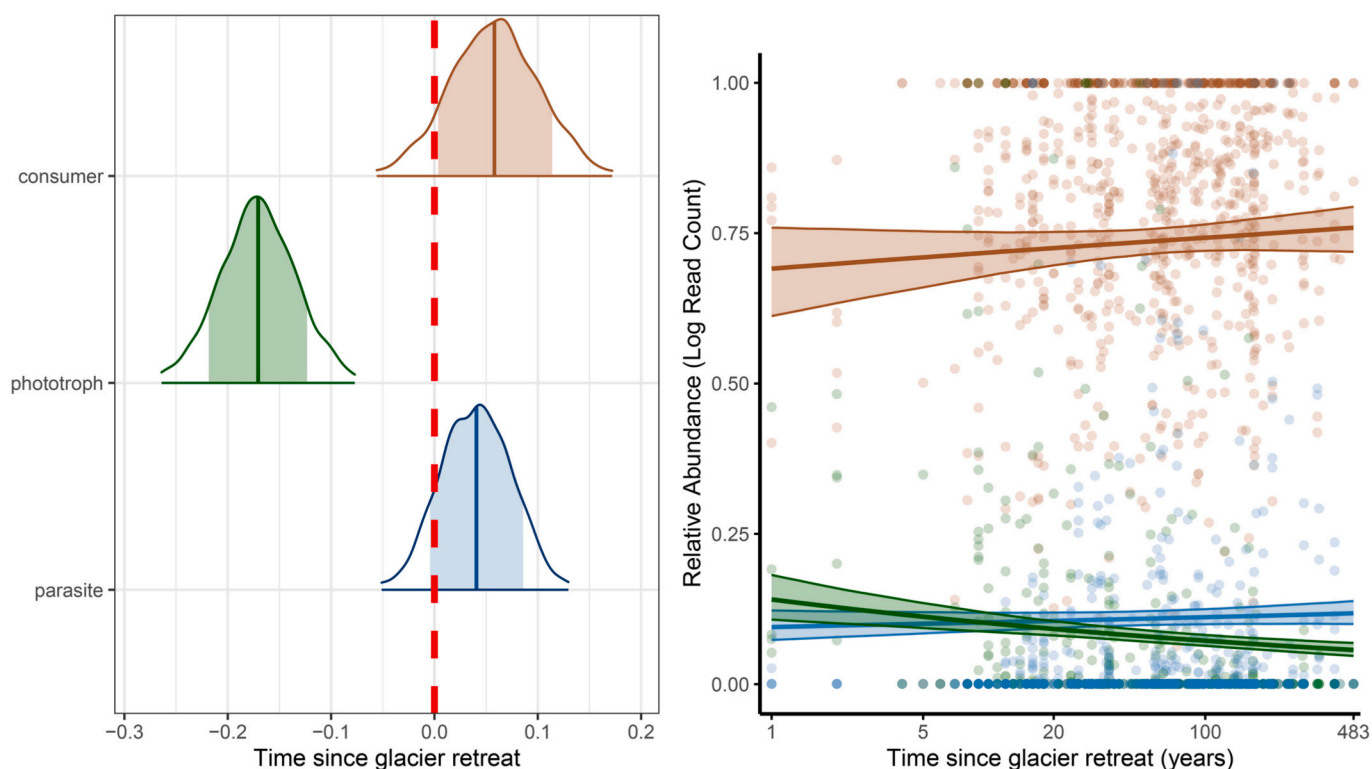 consumer
phototroph
parasite
−0.3 −0.2 −0.1 0.0 0.1 0.2
Time since glacier retreat
Relative Abundance (Log Read Count)
1.00
0.75
0.50
0.25
0.00
1 5 20 100 483
Time since glacier retreat (years)